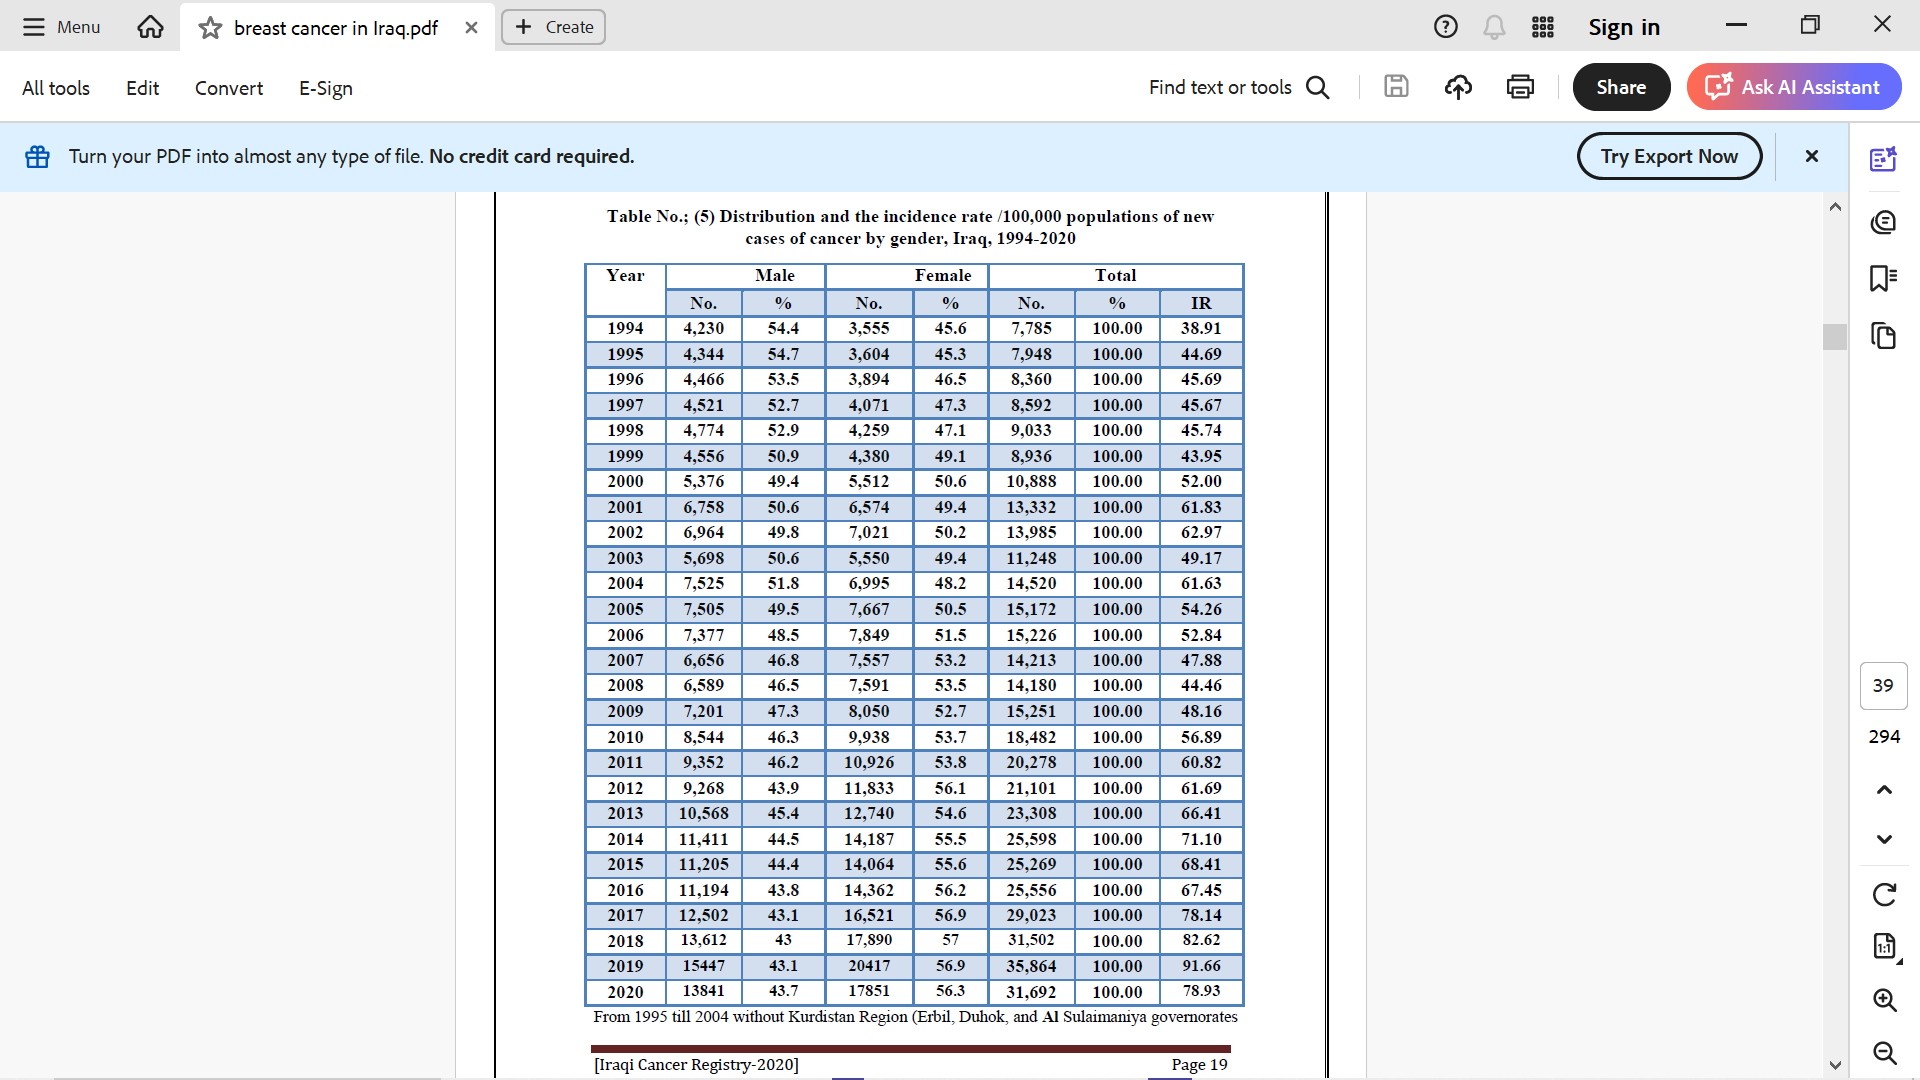 Menu
breast cancer in Iraq.pdf
Create
Sign in
All tools Edit Convert E-Sign
Find text or tools
Share
Ask AI Assistant
Turn your PDF into almost any type of file. No credit card required.
Try Export Now
Table No.; (5) Distribution and the incidence rate /100,000 populations of new
cases of cancer by gender, Iraq, 1994-2020
Year Male Female Total
No. % No. % No. % IR
1994 4,230 54.4 3,555 45.6 7,785 100.00 38.91
1995 4,344 54.7 3,604 45.3 7,948 100.00 44.69
1996 4,466 53.5 3,894 46.5 8,360 100.00 45.69
1997 4,521 52.7 4,071 47.3 8,592 100.00 45.67
1998 4,774 52.9 4,259 47.1 9,033 100.00 45.74
1999 4,556 50.9 4,380 49.1 8,936 100.00 43.95
2000 5,376 49.4 5,512 50.6 10,888 100.00 52.00
2001 6,758 50.6 6,574 49.4 13,332 100.00 61.83
2002 6,964 49.8 7,021 50.2 13,985 100.00 62.97
2003 5,698 50.6 5,550 49.4 11,248 100.00 49.17
2004 7,525 51.8 6,995 48.2 14,520 100.00 61.63
2005 7,505 49.5 7,667 50.5 15,172 100.00 54.26
2006 7,377 48.5 7,849 51.5 15,226 100.00 52.84
2007 6,656 46.8 7,557 53.2 14,213 100.00 47.88
2008 6,589 46.5 7,591 53.5 14,180 100.00 44.46
2009 7,201 47.3 8,050 52.7 15,251 100.00 48.16
2010 8,544 46.3 9,938 53.7 18,482 100.00 56.89
2011 9,352 46.2 10,926 53.8 20,278 100.00 60.82
2012 9,268 43.9 11,833 56.1 21,101 100.00 61.69
2013 10,568 45.4 12,740 54.6 23,308 100.00 66.41
2014 11,411 44.5 14,187 55.5 25,598 100.00 71.10
2015 11,205 44.4 14,064 55.6 25,269 100.00 68.41
2016 11,194 43.8 14,362 56.2 25,556 100.00 67.45
2017 12,502 43.1 16,521 56.9 29,023 100.00 78.14
2018 13,612 43 17,890 57 31,502 100.00 82.62
2019 15447 43.1 20417 56.9 35,864 100.00 91.66
2020 13841 43.7 17851 56.3 31,692 100.00 78.93
From 1995 till 2004 without Kurdistan Region (Erbil, Duhok, and Al Sulaimaniya governorates
[Iraqi Cancer Registry-2020] Page 19
39
294
1:1